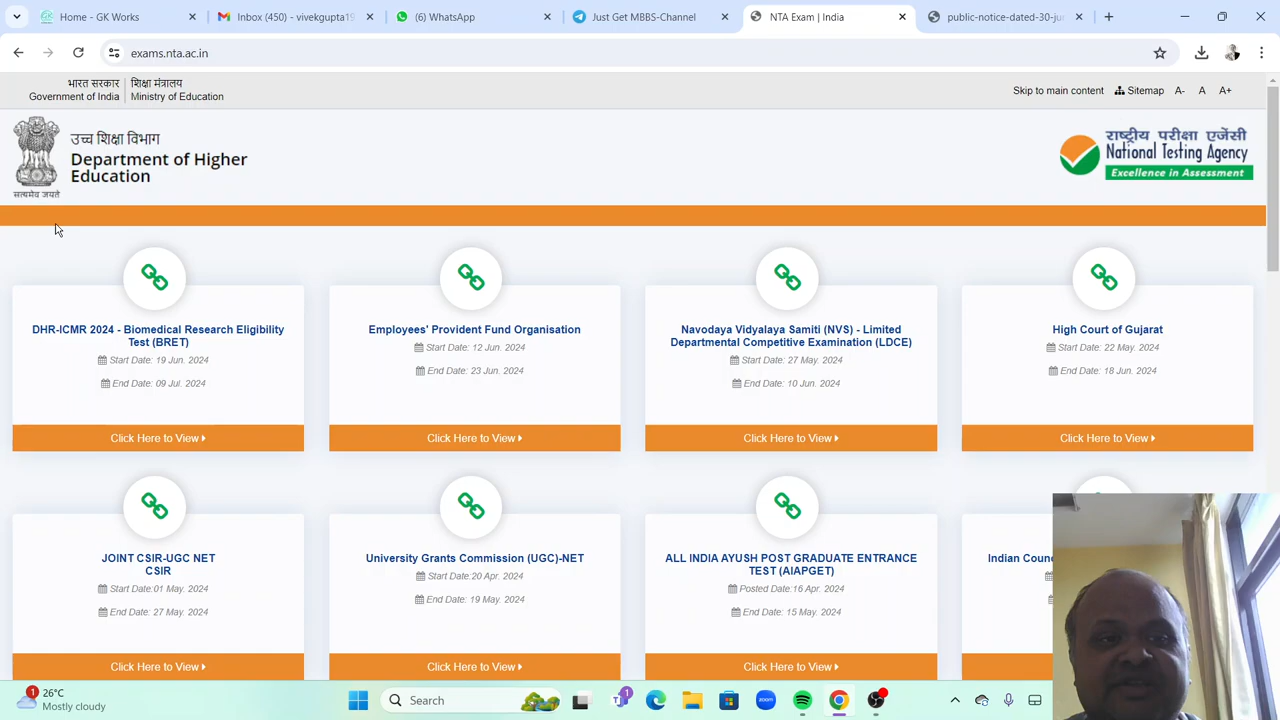 Home - GK Works
Inbox (450) - vivekgupta19
(6) WhatsApp
Just Get MBBS-Channel
NTA Exam | India
public-notice-dated-30-ju
exams.nta.ac.in
भारत सरकार
शिक्षा मंत्रालय
Government of India
Ministry of Education
Skip to main content
Sitemap
A-
A
A+
उच्च शिक्षा विभाग
Department of Higher
Education
सत्यमेव जयते
राष्ट्रीय परीक्षा एजेंसी
National Testing Agency
Excellence in Assessment
DHR-ICMR 2024 - Biomedical Research Eligibility
Test (BRET)
Start Date: 19 Jun. 2024
End Date: 09 Jul. 2024
Click Here to View
Employees' Provident Fund Organisation
Start Date: 12 Jun. 2024
End Date: 23 Jun. 2024
Click Here to View
Navodaya Vidyalaya Samiti (NVS) - Limited
Departmental Competitive Examination (LDCE)
Start Date: 27 May. 2024
End Date: 10 Jun. 2024
Click Here to View
High Court of Gujarat
Start Date: 22 May. 2024
End Date: 18 Jun. 2024
Click Here to View
JOINT CSIR-UGC NET
CSIR
Start Date:01 May. 2024
End Date: 27 May. 2024
Click Here to View
University Grants Commission (UGC)-NET
Start Date:20 Apr. 2024
End Date: 19 May. 2024
Click Here to View
ALL INDIA AYUSH POST GRADUATE ENTRANCE
TEST (AIAPGET)
Posted Date:16 Apr. 2024
End Date: 15 May. 2024
Click Here to View
Indian Coun
1
26°C
Mostly cloudy
Search
1
zoom